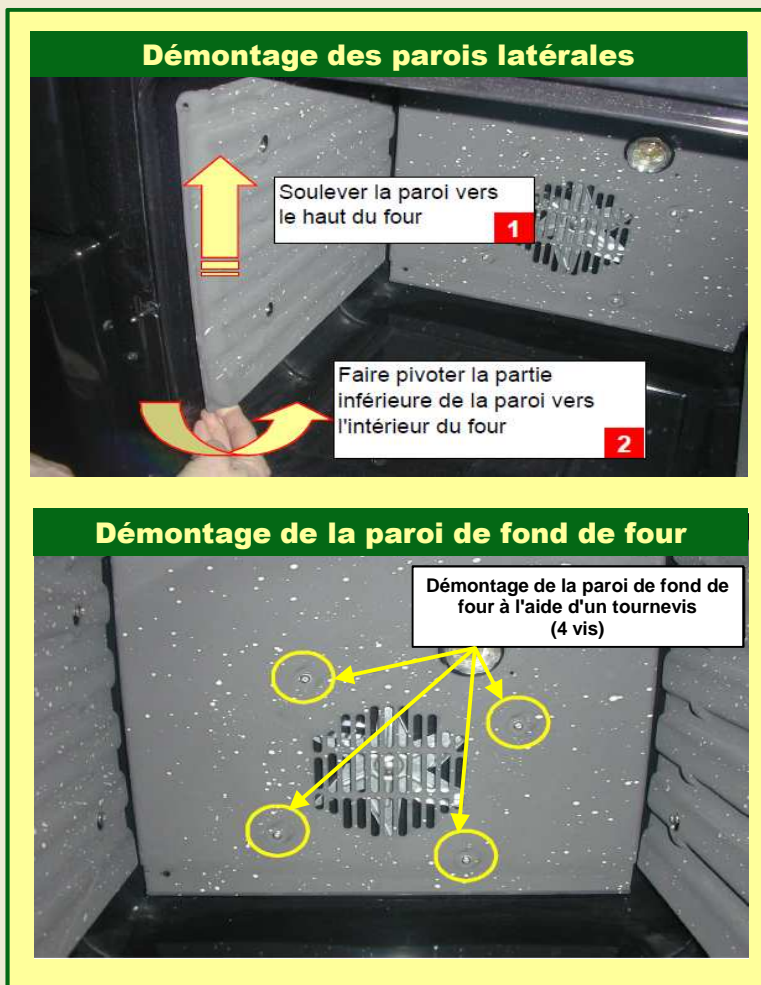 Démontage des parois latérales
Soulever la paroi vers
le haut du four
1
Faire pivoter la partie
inférieure de la paroi vers
l'intérieur du four
2
Démontage de la paroi de fond de four
Démontage de la paroi de fond de
four à l'aide d'un tournevis
(4 vis)